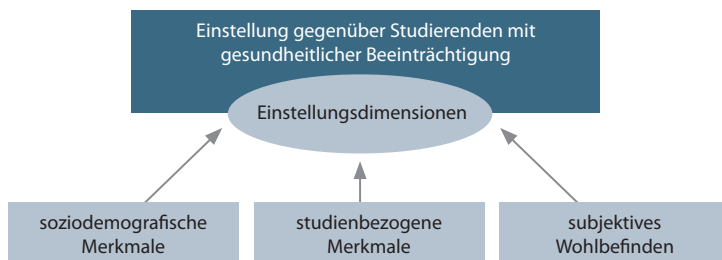 Einstellung gegenüber Studierenden mit
gesundheitlicher Beeinträchtigung
Einstellungsdimensionen
soziodemografische
Merkmale
studienbezogene
Merkmale
subjektives
Wohlbefinden